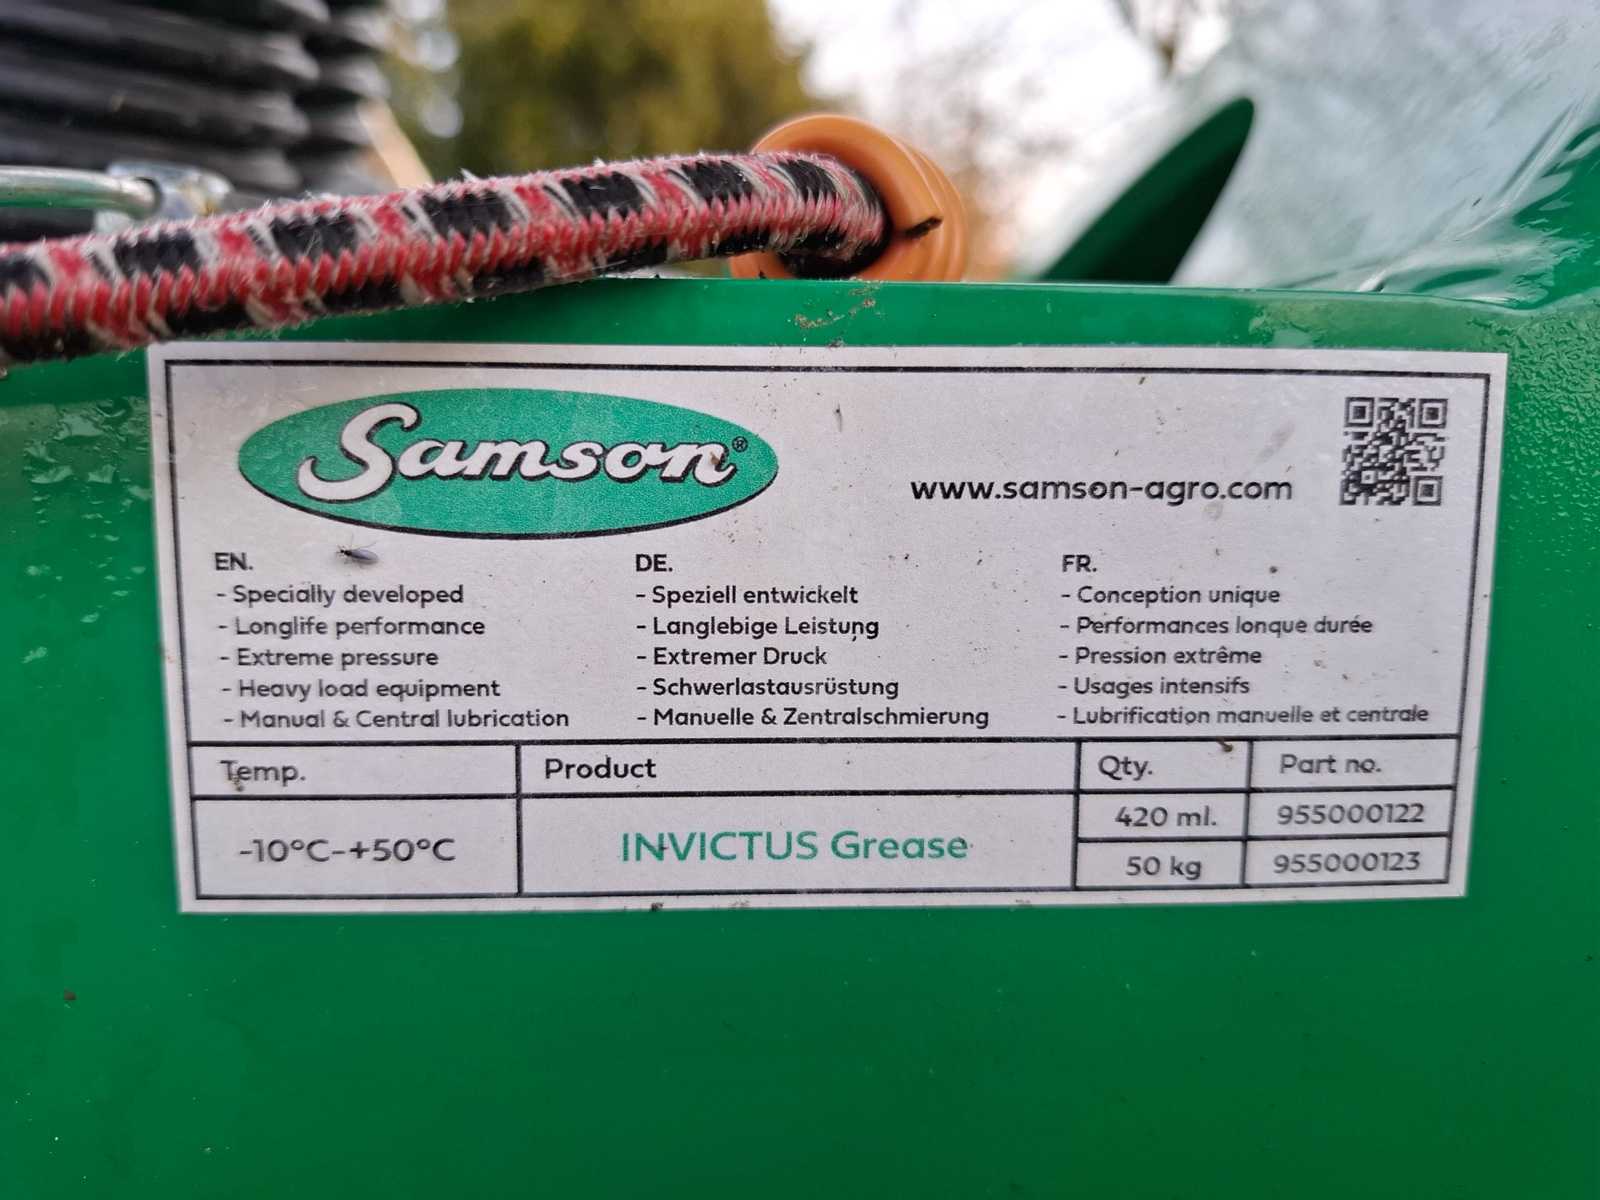 Samson®
www.samson-agro.com
EN.
- Specially developed
- Longlife performance
- Extreme pressure
- Heavy load equipment
- Manual & Central lubrication
DE.
- Speziell entwickelt
- Langlebige Leistung
- Extremer Druck
- Schwerlastausrüstung
- Manuelle & Zentralschmierung
FR.
- Conception unique
- Performances lonque durée
- Pression extrême
- Usages intensifs
- Lubrification manuelle et centrale
Temp. Product Qty. Part no.
-10°C-+50°C INVICTUS Grease
420 ml. 955000122
50 kg 955000123